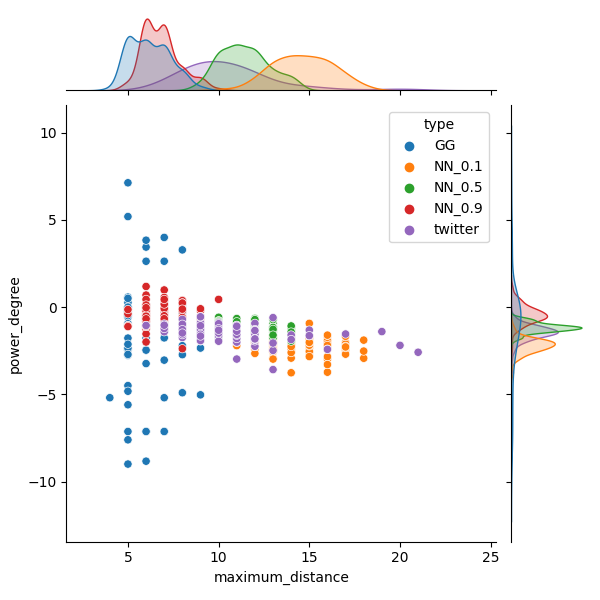 type
GG
NN_0.1
NN_0.5
NN_0.9
twitter
10
5
0
−5
−10
power_degree
5
10
15
20
25
maximum_distance